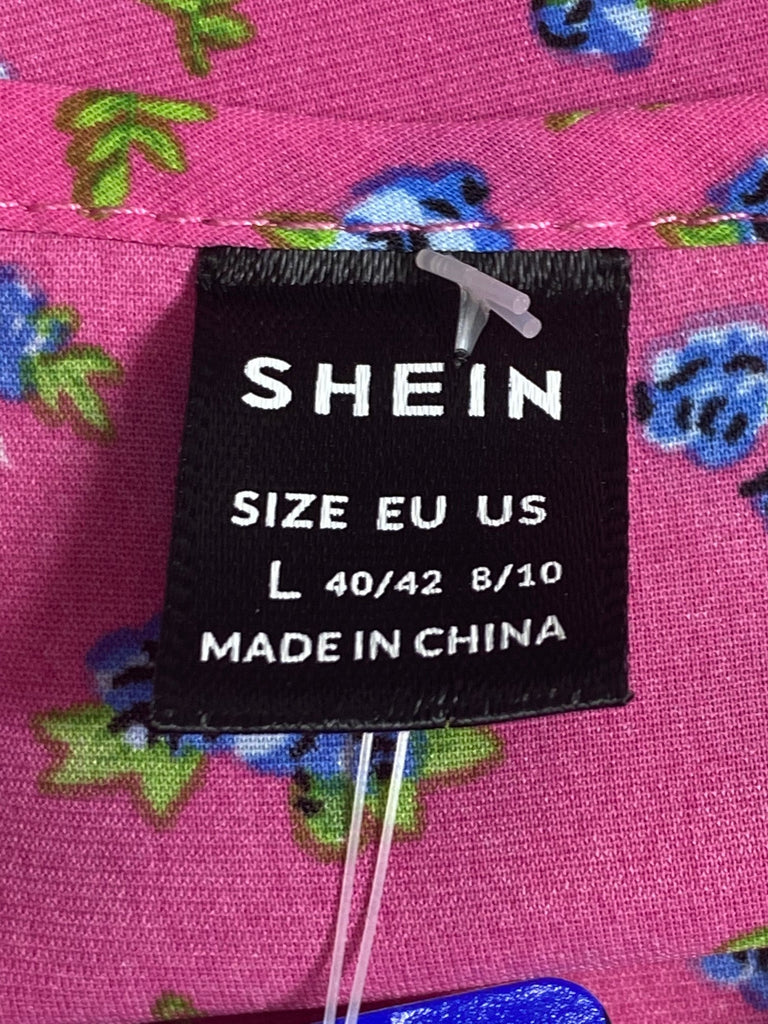 SHEIN
SIZE EU US
L 40/42 8/10
MADE IN CHINA